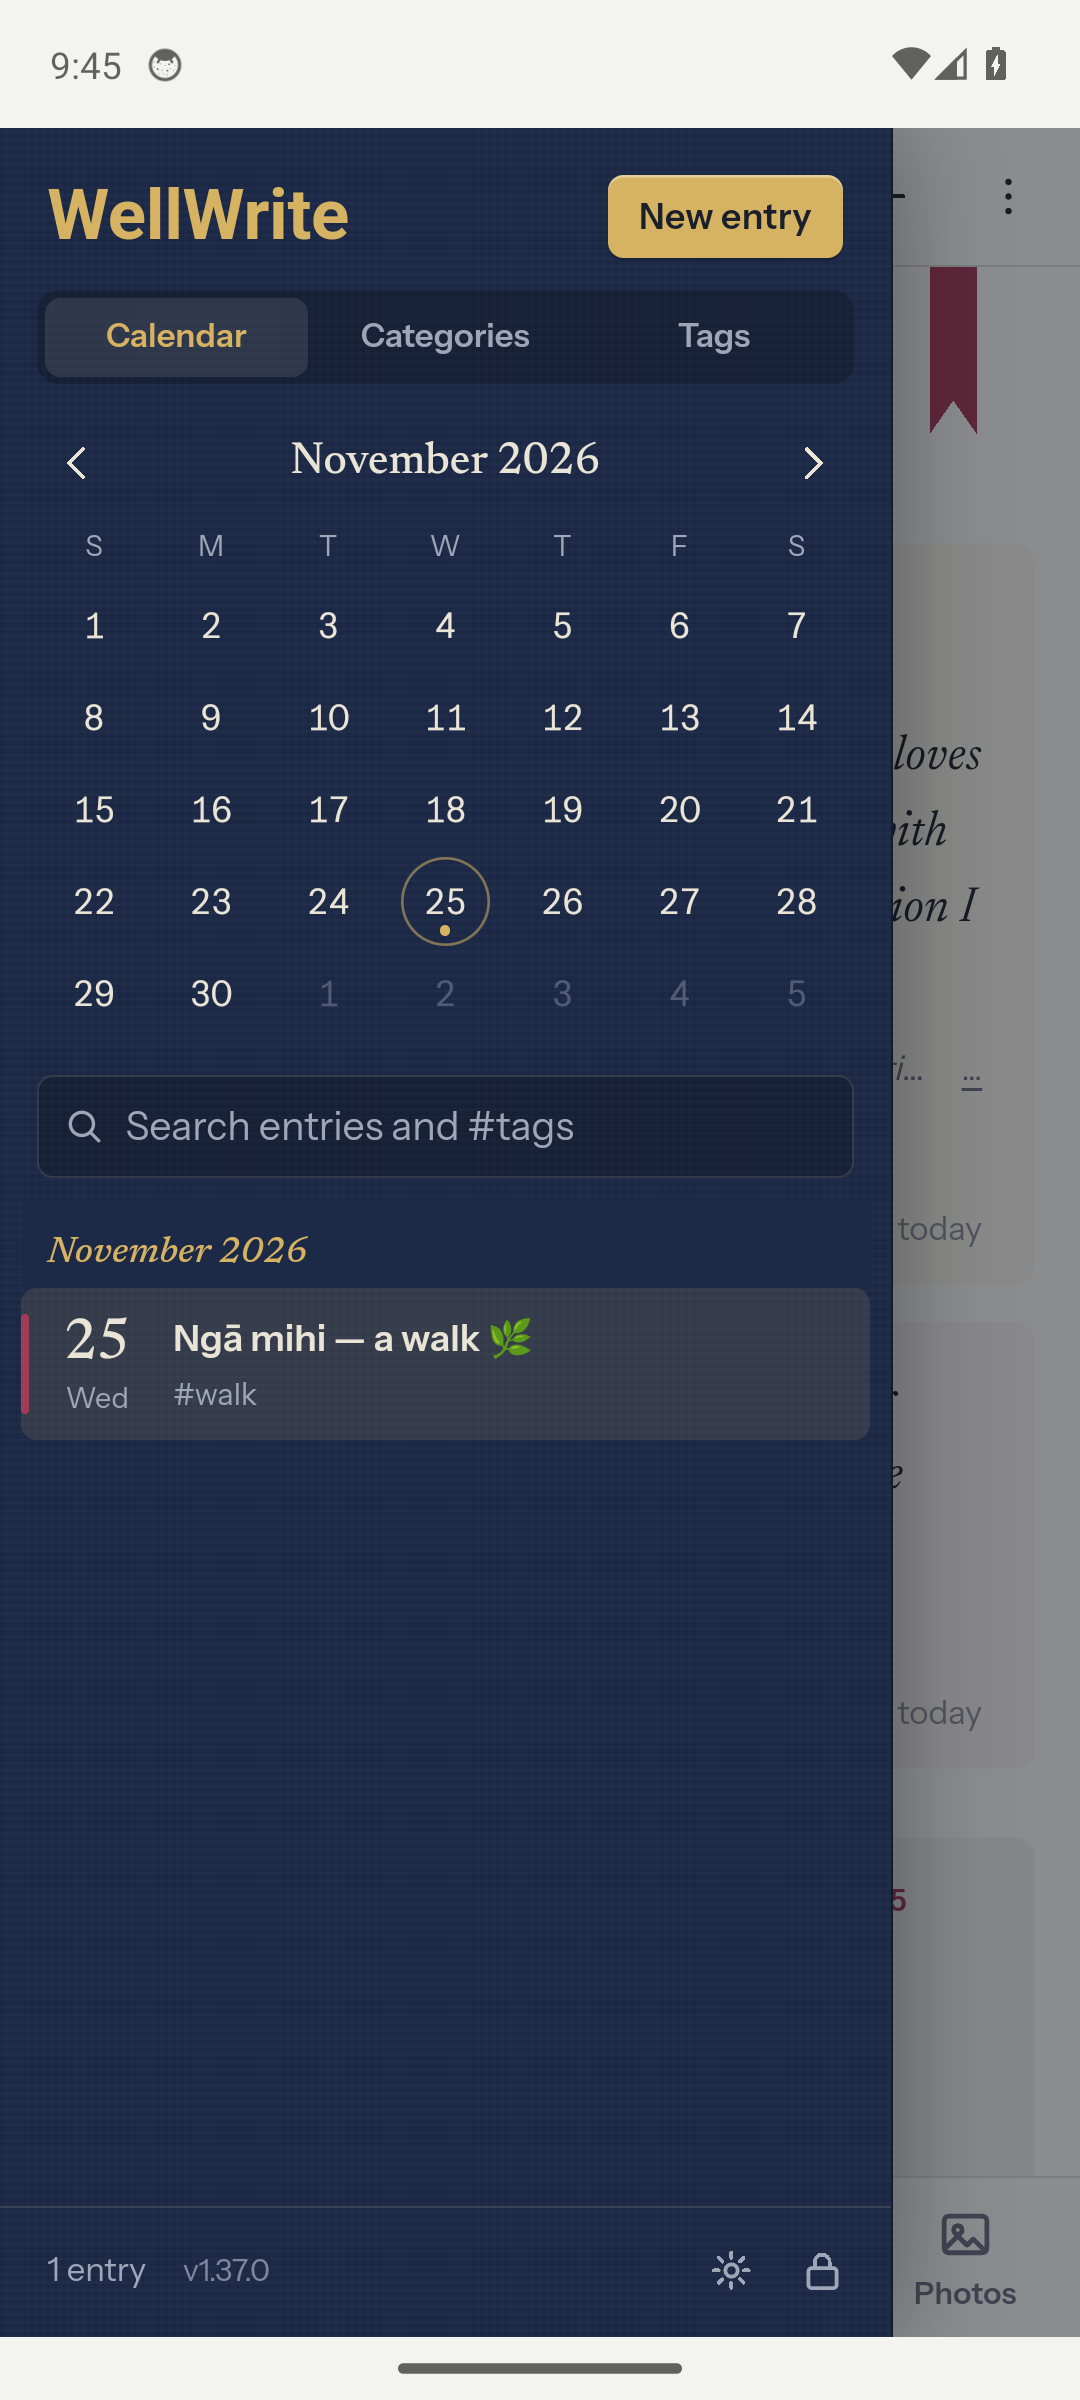 9:45
WellWrite
New entry
Calendar Categories Tags
November 2026
S M T W T F S
1 2 3 4 5 6 7
8 9 10 11 12 13 14
15 16 17 18 19 20 21
22 23 24 25 26 27 28
29 30 1 2 3 4 5
Search entries and #tags
November 2026
25 Ngā mihi — a walk 🌿
Wed #walk
1 entry v1.37.0
loves
ion I
...
today
today
5
Photos